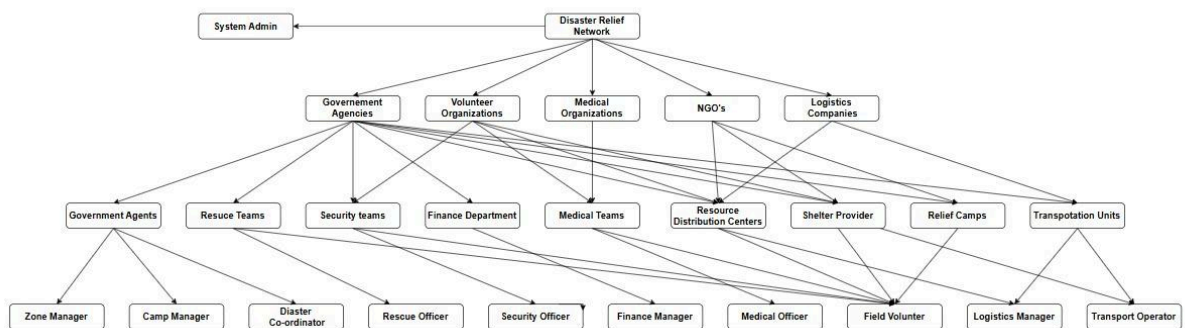 System Admin
Disaster Relief
Network
Governement
Agencies
Volunteer
Organizations
Medical
Organizations
NGO's
Logistics
Companies
Government Agents
Resuce Teams
Security teams
Finance Department
Medical Teams
Resource
Distribution Centers
Shelter Provider
Relief Camps
Transpotation Units
Zone Manager
Camp Manager
Diaster
Co-ordinator
Rescue Officer
Security Officer
Finance Manager
Medical Officer
Field Volunter
Logistics Manager
Transport Operator